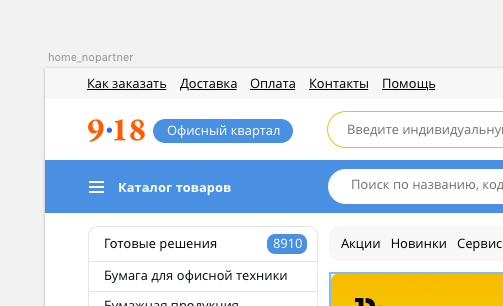 home_nopartner
Как заказать Доставка Оплата Контакты Помощь
9·18 Офисный квартал Введите индивидуальну
Каталог товаров Поиск по названию, код
Готовые решения 8910 Акции Новинки Сервис
Бумага для офисной техники
Бумажная продукция